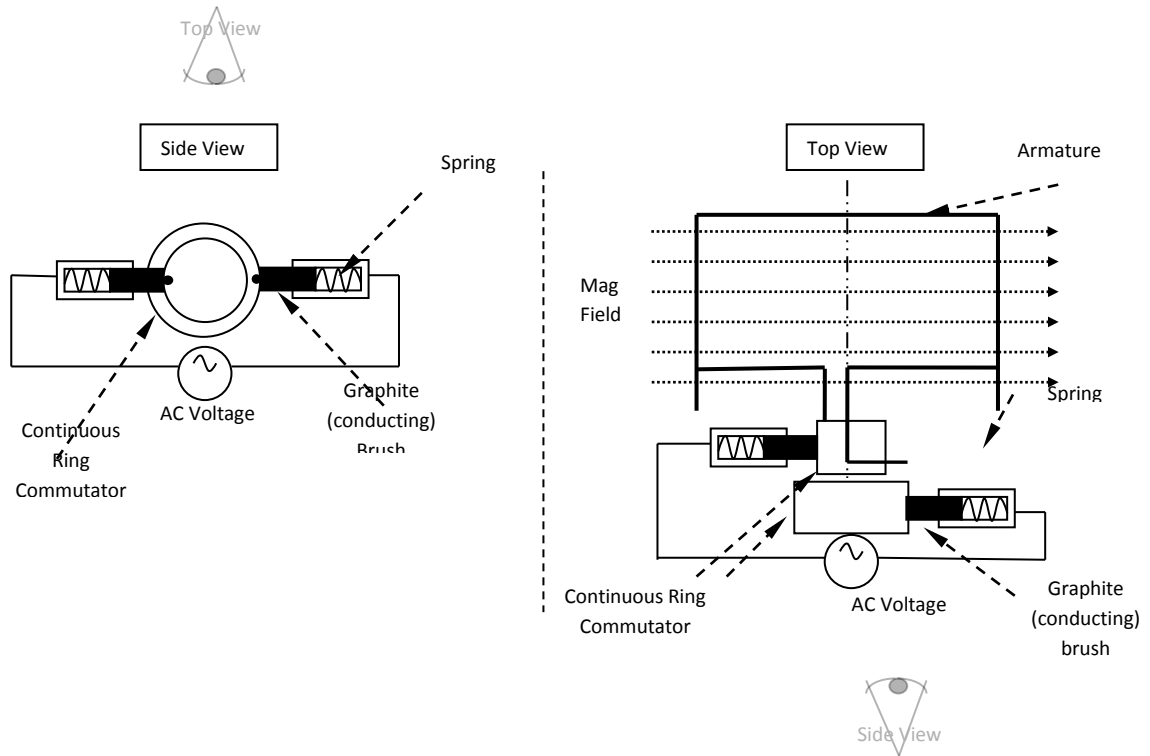 Top View
Side View
Spring
Continuous
Ring
Commutator
AC Voltage
Graphite
(conducting)
Brush
Top View
Armature
Mag
Field
Spring
Continuous Ring
Commutator
AC Voltage
Graphite
(conducting)
brush
Side View